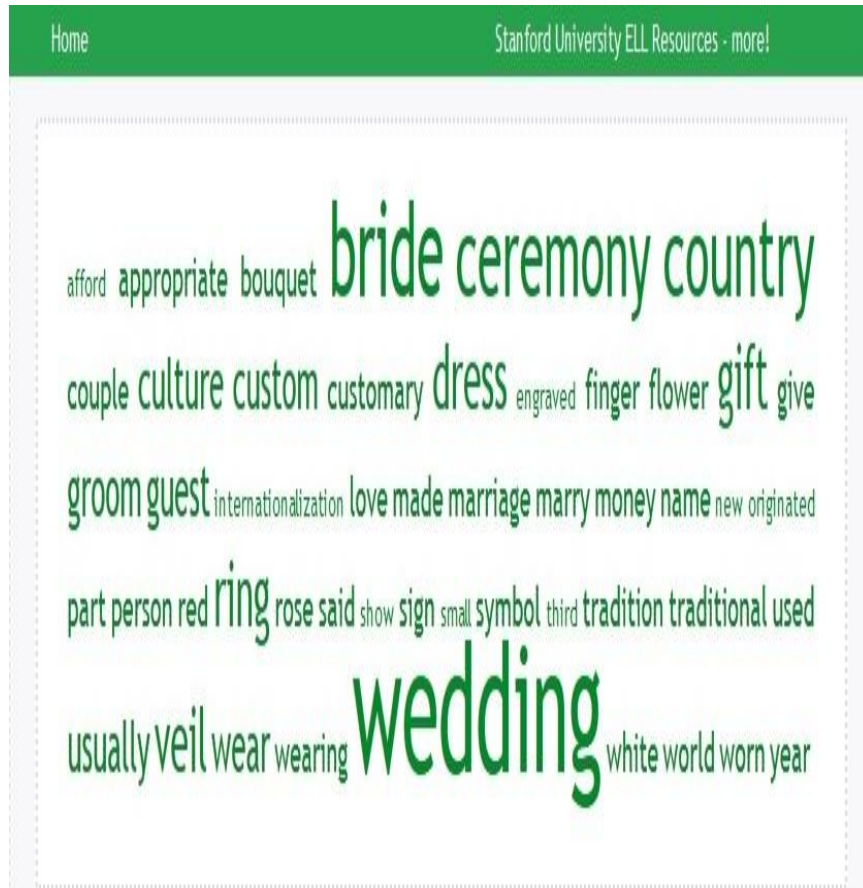 Home Stanford University ELL Resources - more!
afford appropriate bouquet bride ceremony country
couple culture custom customary dress engraved finger flower gift give
groom guest internationalization love made marriage marry money name new originated
part person red ring rose said show sign small symbol third tradition traditional used
usually veil wear wearing wedding white world worn year